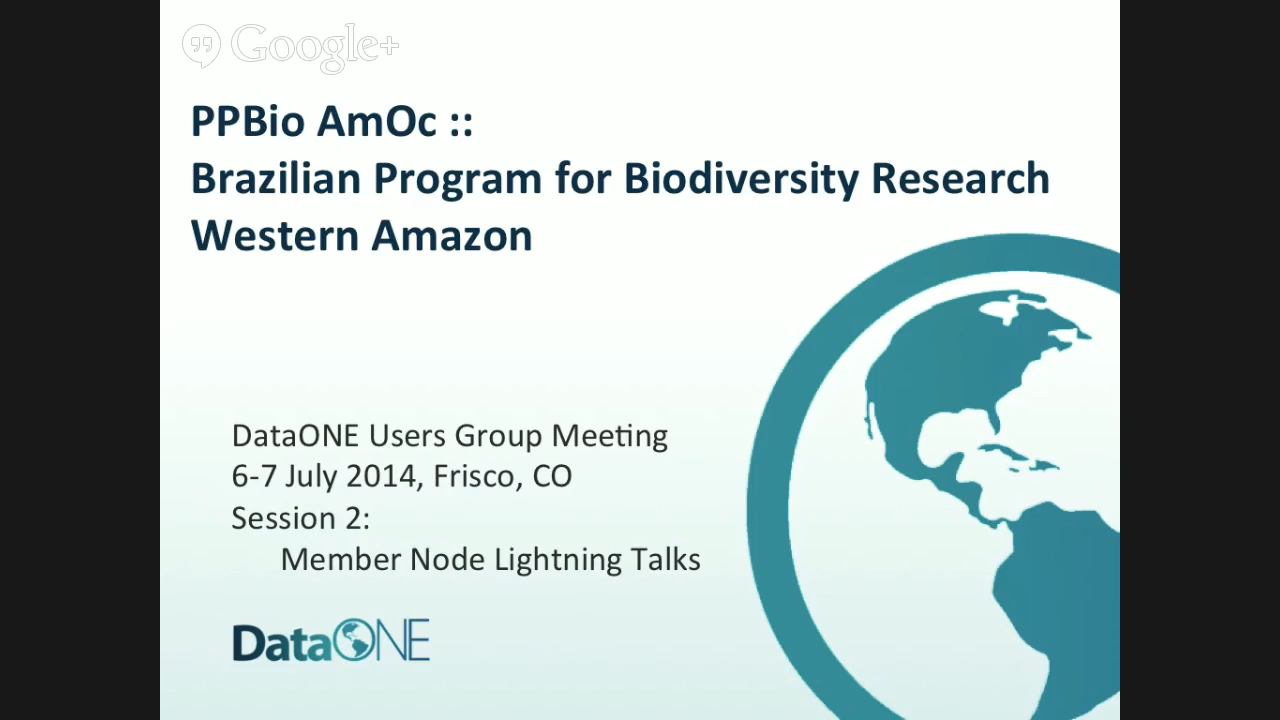 Google+
PPBio AmOc ::
Brazilian Program for Biodiversity Research
Western Amazon
DataONE Users Group Meeting
6-7 July 2014, Frisco, CO
Session 2:
Member Node Lightning Talks
DataONE